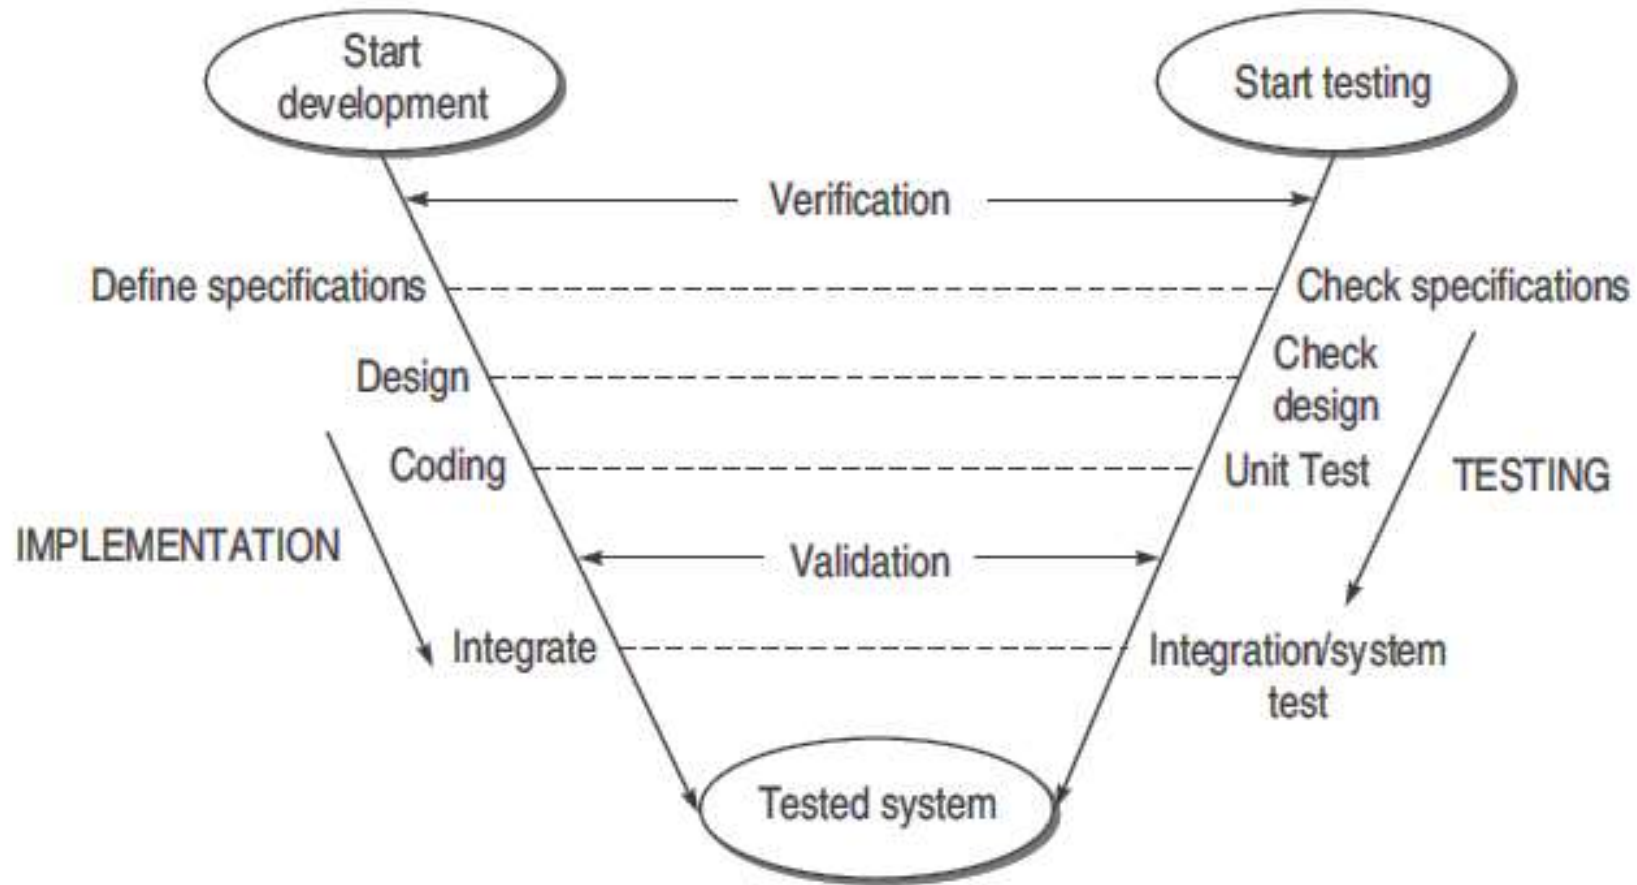 Start
development
Start testing
Verification
Define specifications
Check specifications
Design
Check
design
Coding
Unit Test
TESTING
IMPLEMENTATION
Validation
Integrate
Integration/system
test
Tested system